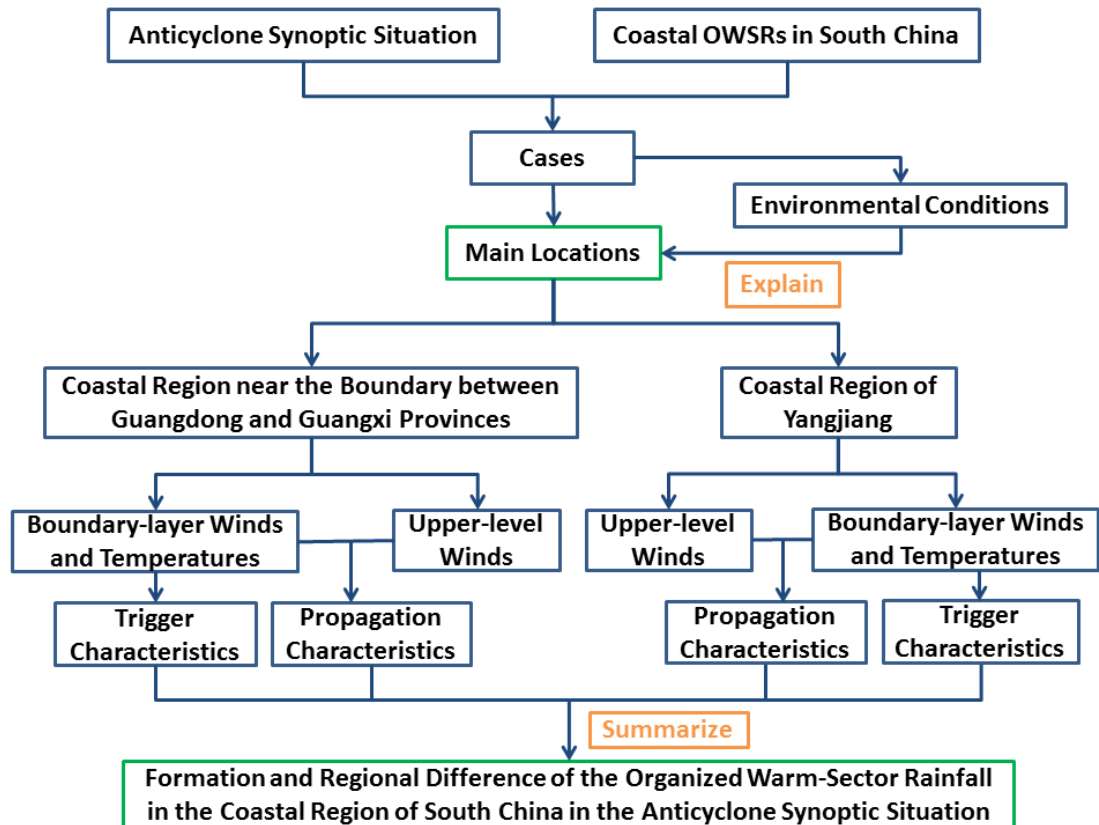 Anticyclone Synoptic Situation
Coastal OWSRs in South China
Cases
Environmental Conditions
Main Locations
Explain
Coastal Region near the Boundary between
Guangdong and Guangxi Provinces
Coastal Region of
Yangjiang
Boundary-layer Winds
and Temperatures
Upper-level
Winds
Upper-level
Winds
Boundary-layer Winds
and Temperatures
Trigger
Characteristics
Propagation
Characteristics
Propagation
Characteristics
Trigger
Characteristics
Summarize
Formation and Regional Difference of the Organized Warm-Sector Rainfall
in the Coastal Region of South China in the Anticyclone Synoptic Situation